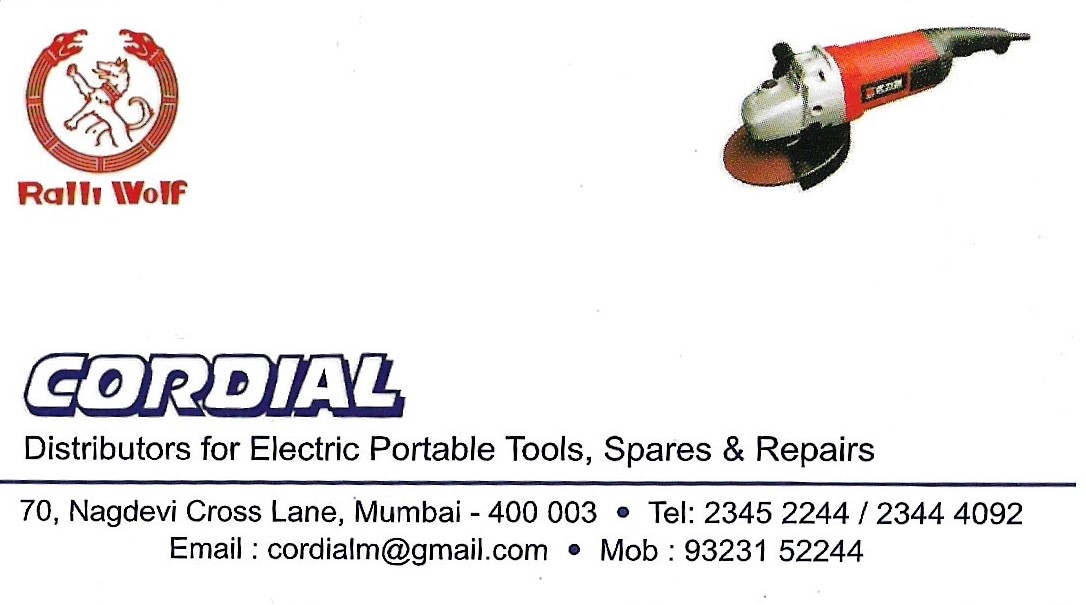 Ralli Wolf
CORDIAL
Distributors for Electric Portable Tools, Spares & Repairs
70, Nagdevi Cross Lane, Mumbai - 400 003 • Tel: 2345 2244 / 2344 4092
Email : cordialm@gmail.com • Mob : 93231 52244